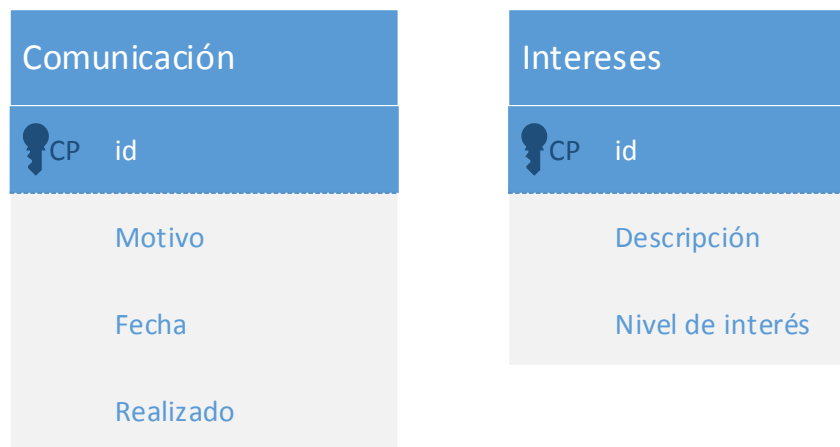 Comunicación
CP id
Motivo
Fecha
Realizado
Intereses
CP id
Descripción
Nivel de interés